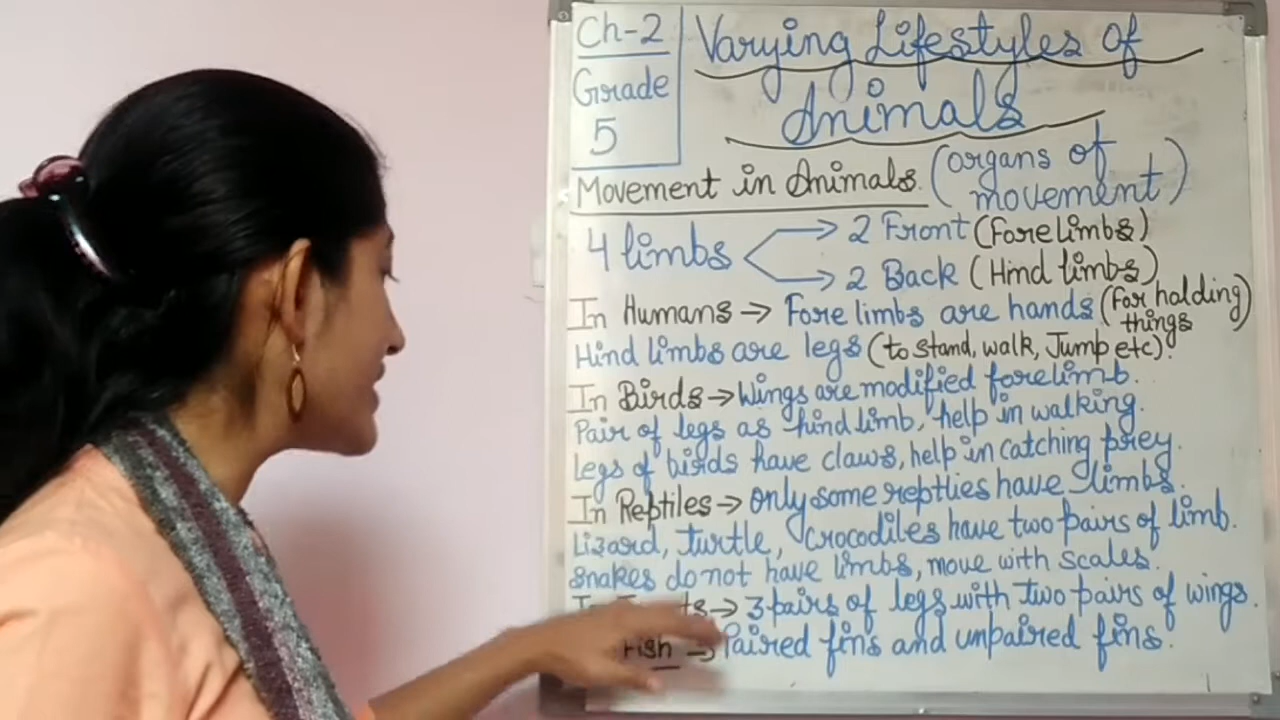 Ch-2
Grade
5
Varying Lifestyles of
Animals
Movement in Animals. (organs of
movement)
4 limbs → 2 Front (Forelimbs)
→ 2 Back (Hind limbs)
In Humans → Fore limbs are hands (for holding
things)
Hind limbs are legs (to stand, walk, Jump etc).
In Birds → Wings are modified forelimb.
Pair of legs as hind limb, help in walking.
Legs of birds have claws, help in catching prey.
In Reptiles → only some reptlies have limbs.
Lizard, turtle, Crocodiles have two pairs of limb.
Snakes do not have limbs, move with scales.
→ 3 pairs of legs with two pairs of wings.
Fish → Paired fins and unpaired fins.